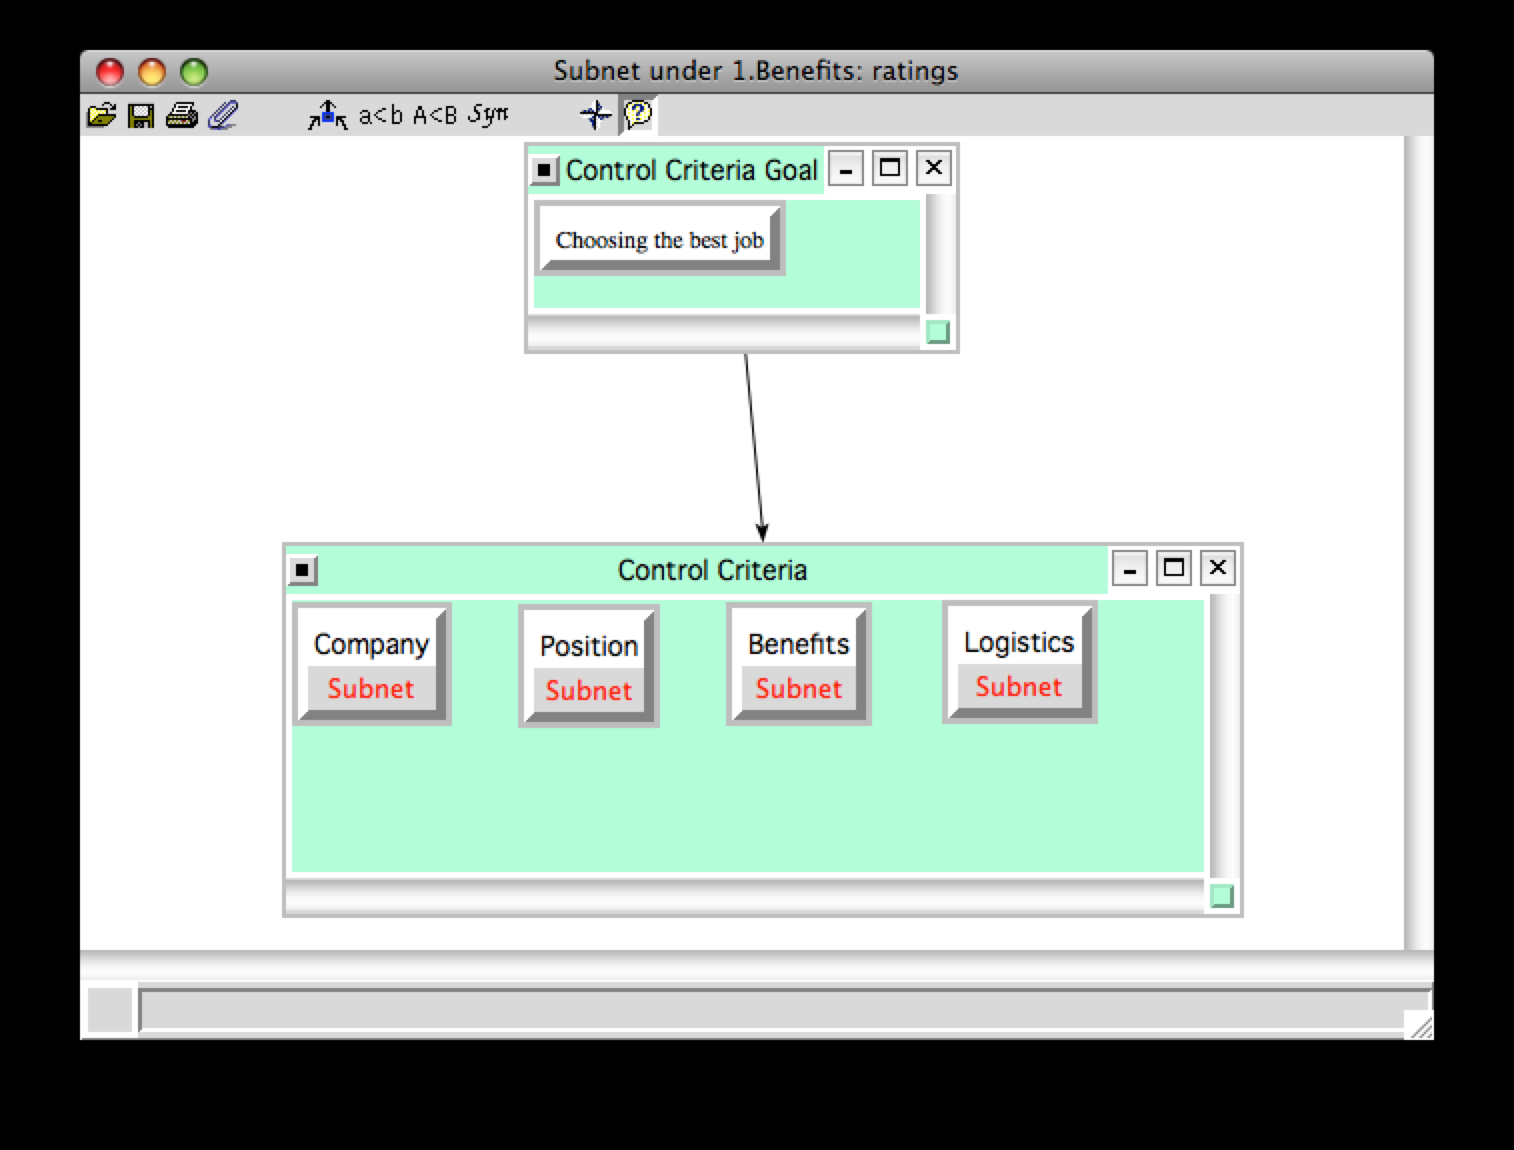 Subnet under 1.Benefits: ratings
a<b A<B Syn
Control Criteria Goal
Choosing the best job
Control Criteria
Company Position Benefits Logistics
Subnet Subnet Subnet Subnet